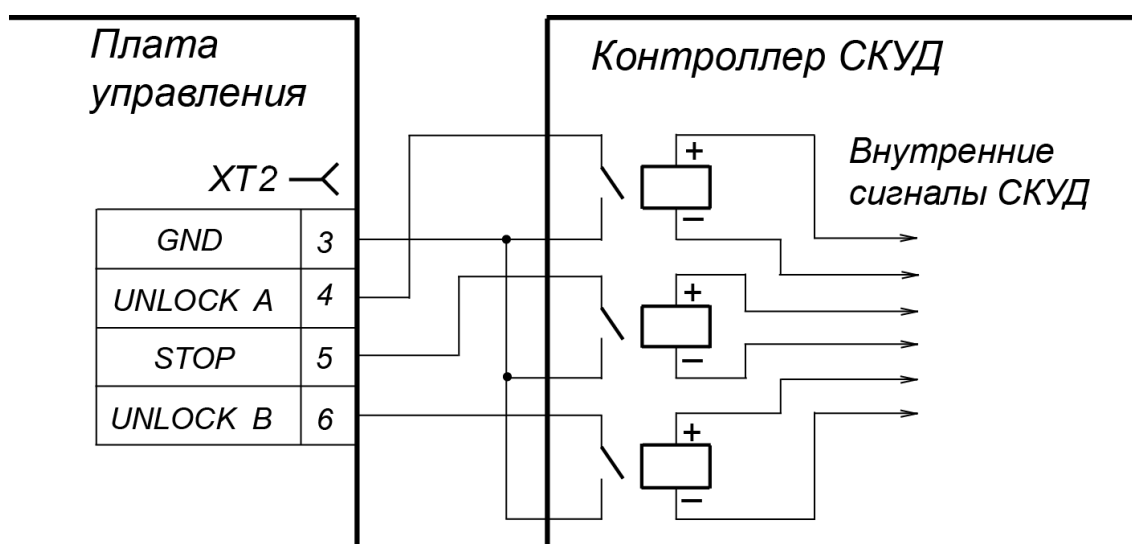 Плата
управления
Контроллер СКУД
XT2
Внутренние
сигналы СКУД
GND 3
UNLOCK A 4
STOP 5
UNLOCK B 6
+
−
+
−
+
−